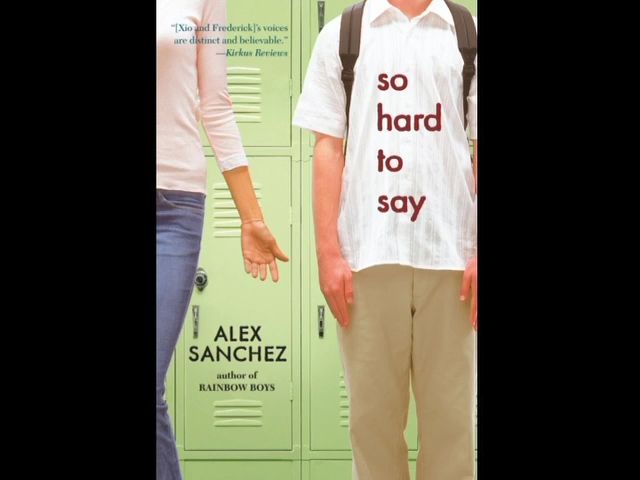 "[Xio and Frederick]'s voices
are distinct and believable."
—Kirkus Reviews
so
hard
to
say
ALEX
SANCHEZ
author of
RAINBOW BOYS